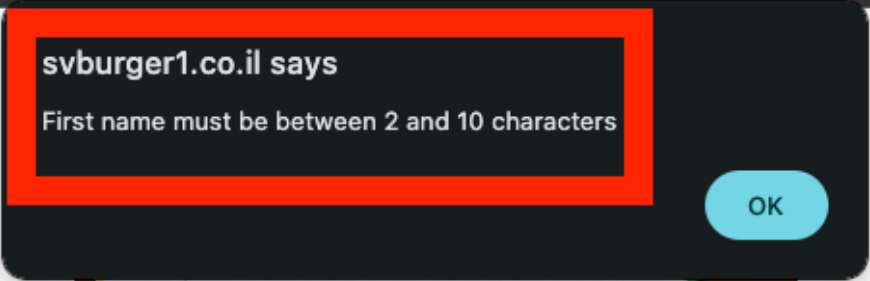 svburger1.co.il says
First name must be between 2 and 10 characters
OK